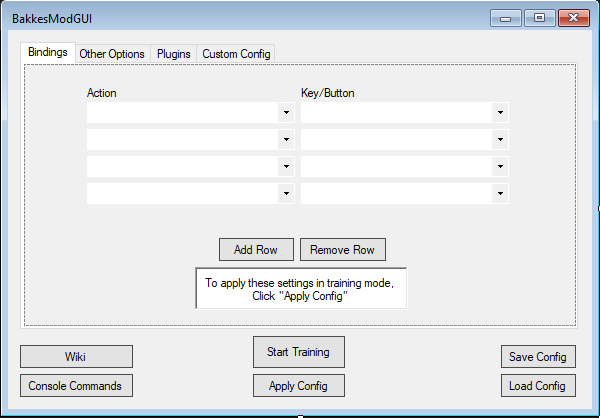 BakkesModGUI
Bindings Other Options Plugins Custom Config
Action Key/Button
Add Row Remove Row
To apply these settings in training mode,
Click "Apply Config"
Wiki Start Training Save Config
Console Commands Apply Config Load Config